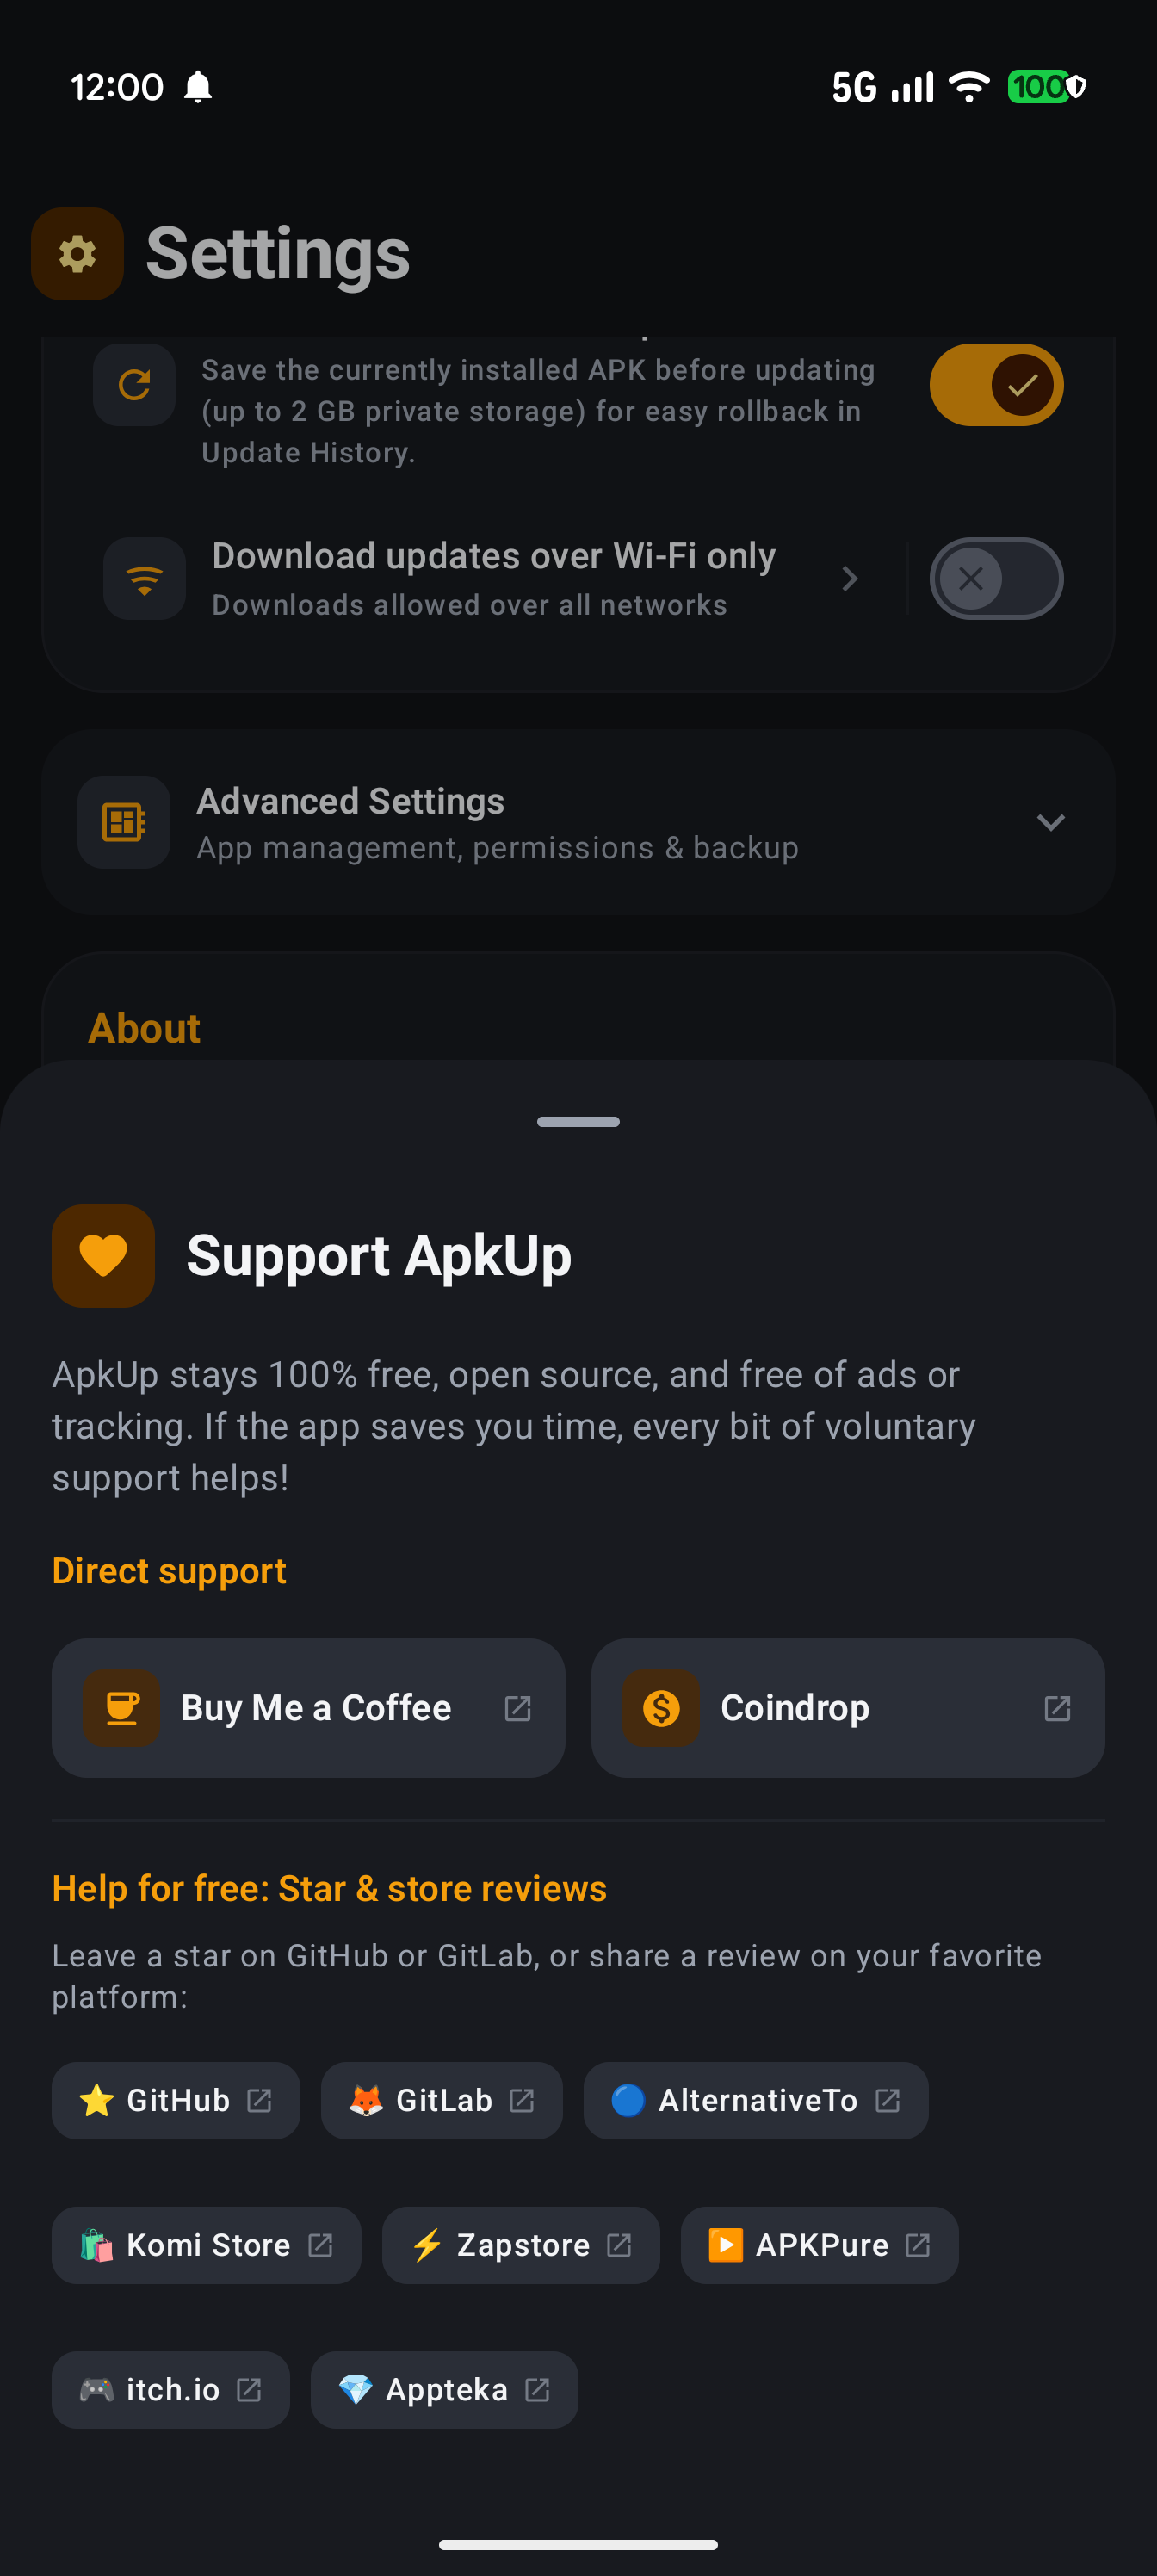 12:00
5G
100
Settings
Save the currently installed APK before updating
(up to 2 GB private storage) for easy rollback in
Update History.
Download updates over Wi-Fi only
Downloads allowed over all networks
Advanced Settings
App management, permissions & backup
About
Support ApkUp
ApkUp stays 100% free, open source, and free of ads or
tracking. If the app saves you time, every bit of voluntary
support helps!
Direct support
Buy Me a Coffee
Coindrop
Help for free: Star & store reviews
Leave a star on GitHub or GitLab, or share a review on your favorite
platform:
GitHub
GitLab
AlternativeTo
Komi Store
Zapstore
APKPure
itch.io
Appteka